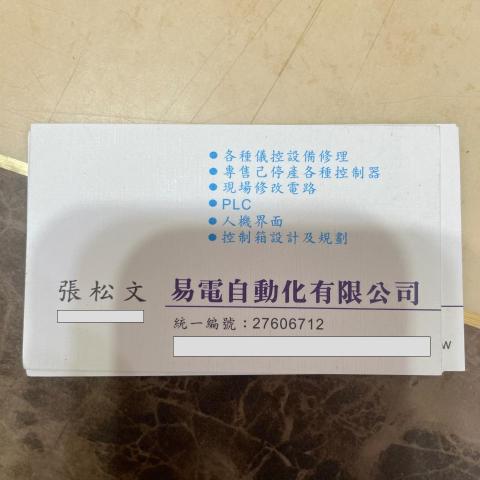 ●各種儀控設備修理
●專售已停產各種控制器
●現場修改電路
●PLC
●人機界面
●控制箱設計及規劃
張松文 易電自動化有限公司
統一編號：27606712
w